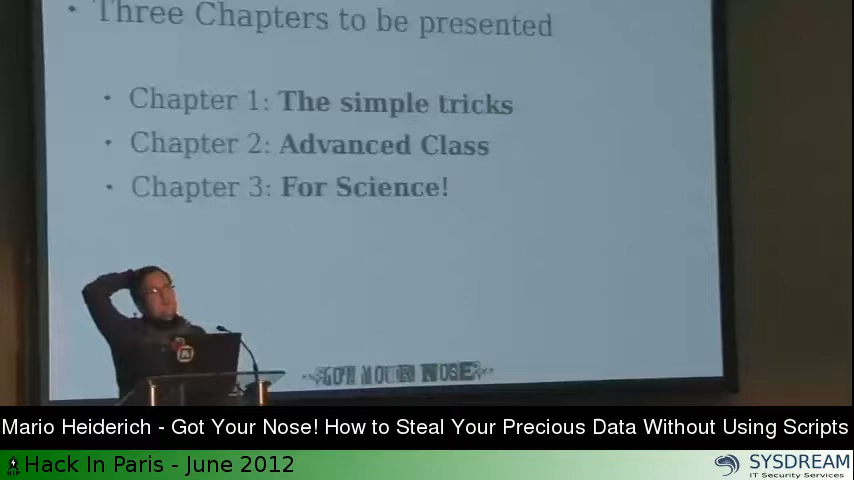 • Three Chapters to be presented
• Chapter 1: The simple tricks
• Chapter 2: Advanced Class
• Chapter 3: For Science!
GOT YOUR NOSE
Mario Heiderich - Got Your Nose! How to Steal Your Precious Data Without Using Scripts
HIP
Hack In Paris - June 2012
SYSDREAM
IT Security Services